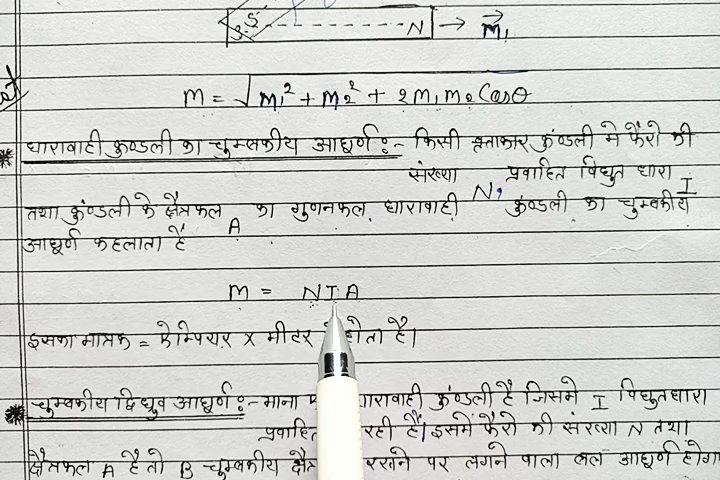 S N → M₁
M = √M₁² + M₂² + 2M₁M₂ Cosθ
धारावाही कुण्डली का चुम्बकीय आघूर्ण :- किसी वृताकार कुंण्डली मे फैरो की
संख्या N, प्रवाहित विधुत धारा I
तथा कुंण्डली के क्षैत्रफल A का गुणनफल धारावाही कुंण्डली का चुम्बकीय
आघूर्ण कहलाता है
M = NIA
इसका मात्रक = ऐम्पियर × मीटर होता है।
चुम्बकीय द्विध्रुव आघूर्ण :- माना धारावाही कुंण्डली है जिसमे I विधुतधारा
प्रवाहित रही है। इसमें फैरो की संख्या N तथा
क्षैत्रफल A है तो B चुम्बकीय क्षैत्र रखने पर लगने वाला बल आघूर्ण होगा